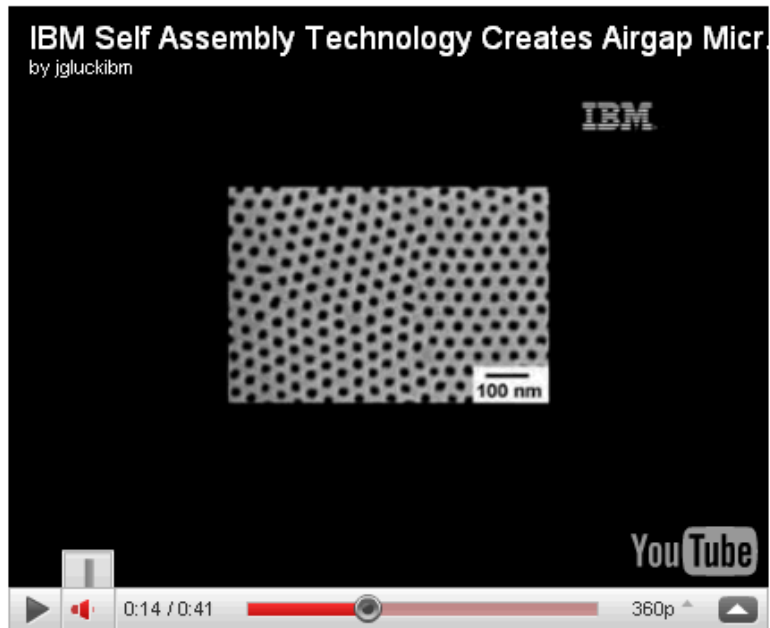 IBM Self Assembly Technology Creates Airgap Micr.
by jgluckibm
IBM
100 nm
YouTube
0:14 / 0:41
360p